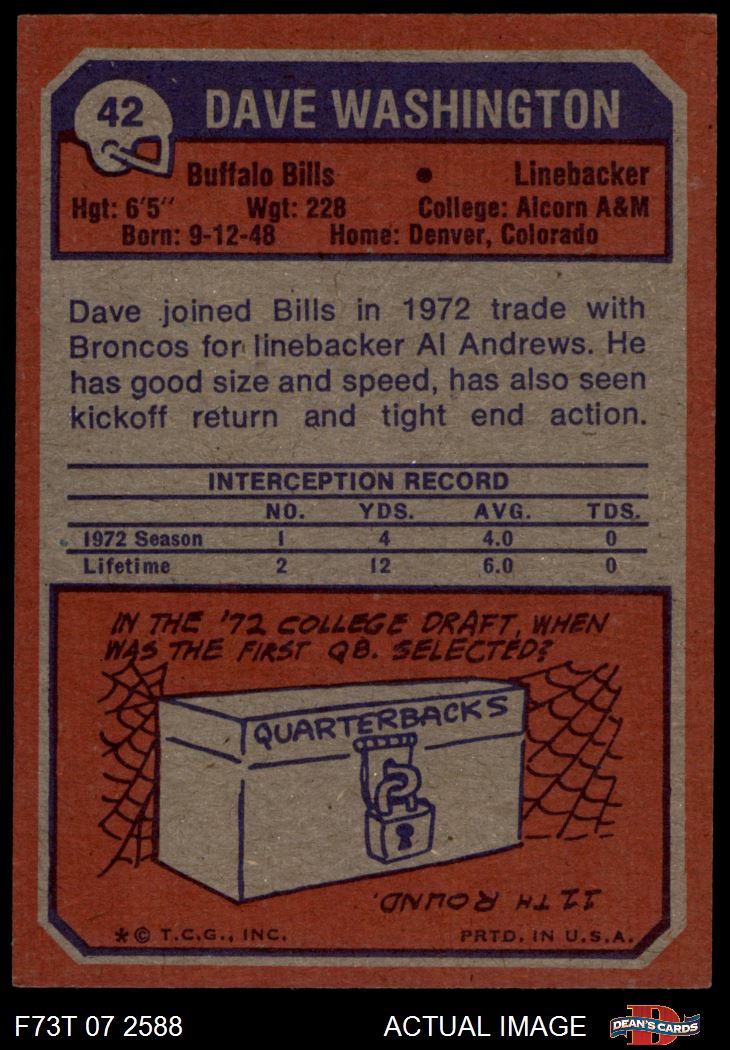 42 DAVE WASHINGTON
Buffalo Bills • Linebacker
Hgt: 6'5'' Wgt: 228 College: Alcorn A&M
Born: 9-12-48 Home: Denver, Colorado
Dave joined Bills in 1972 trade with
Broncos for linebacker Al Andrews. He
has good size and speed, has also seen
kickoff return and tight end action.
INTERCEPTION RECORD
NO. YDS. AVG. TDS.
1972 Season 1 4 4.0 0
Lifetime 2 12 6.0 0
IN THE '72 COLLEGE DRAFT, WHEN
WAS THE FIRST QB. SELECTED?
QUARTERBACKS
11TH ROUND.
*© T.C.G., INC. PRTD. IN U.S.A.
F73T 07 2588 ACTUAL IMAGE D DEAN'S CARDS